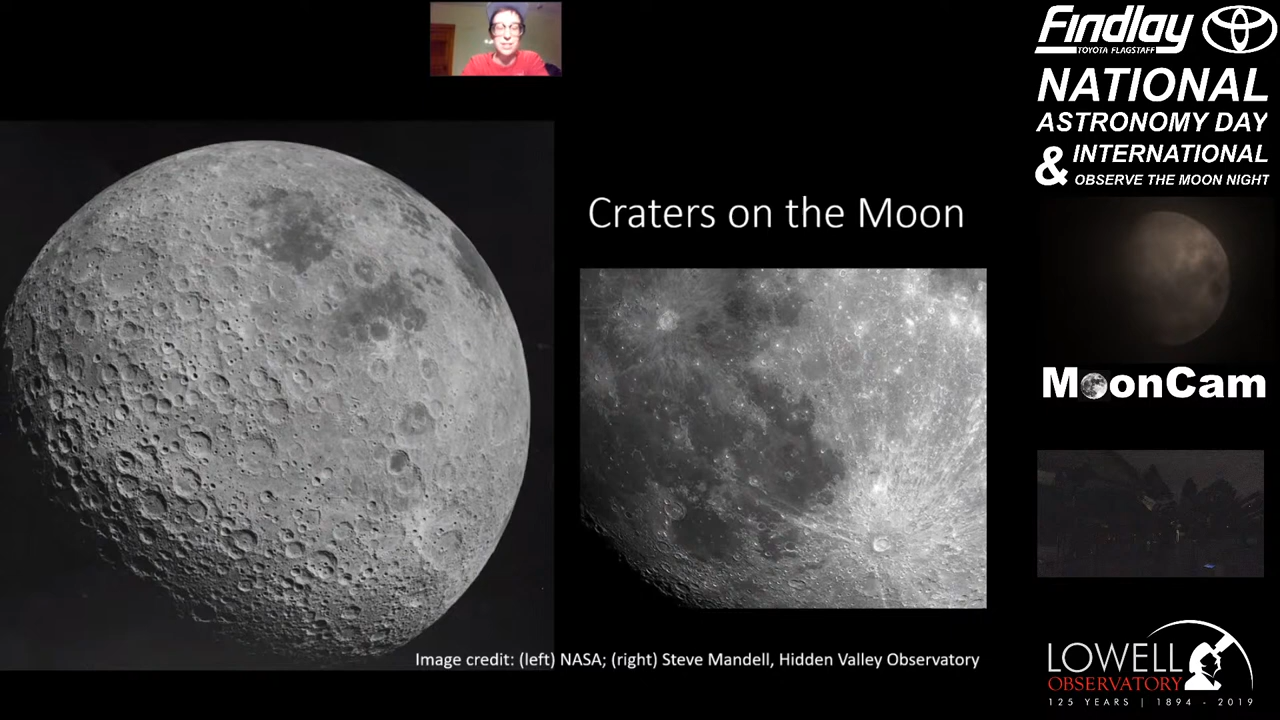 Findlay
TOYOTA FLAGSTAFF
NATIONAL
ASTRONOMY DAY
& INTERNATIONAL
OBSERVE THE MOON NIGHT
Craters on the Moon
MoonCam
Image credit: (left) NASA; (right) Steve Mandell, Hidden Valley Observatory
LOWELL
OBSERVATORY
125 YEARS | 1894 - 2019